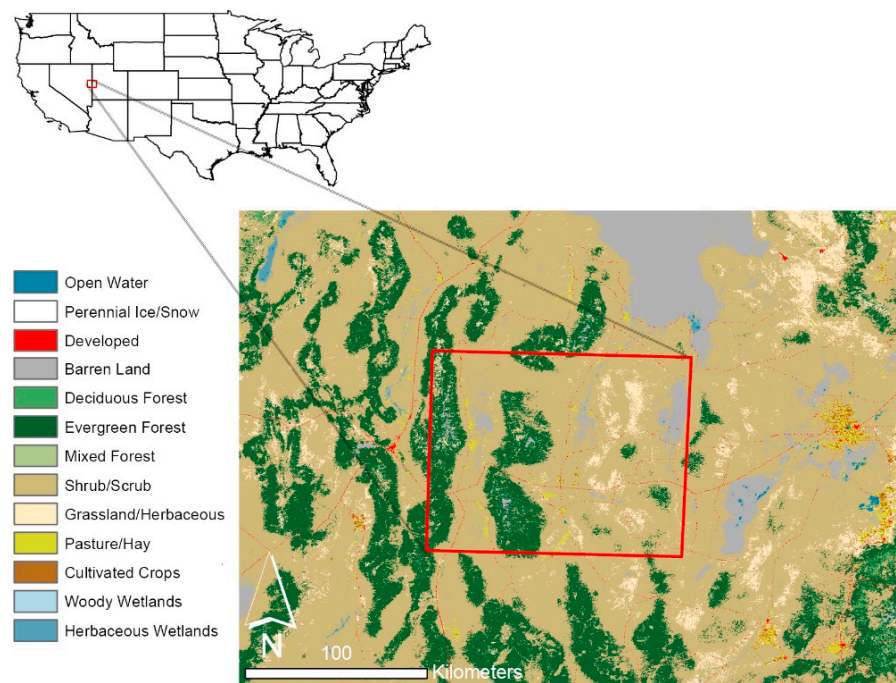 Open Water
Perennial Ice/Snow
Developed
Barren Land
Deciduous Forest
Evergreen Forest
Mixed Forest
Shrub/Scrub
Grassland/Herbaceous
Pasture/Hay
Cultivated Crops
Woody Wetlands
Herbaceous Wetlands
N
100
Kilometers